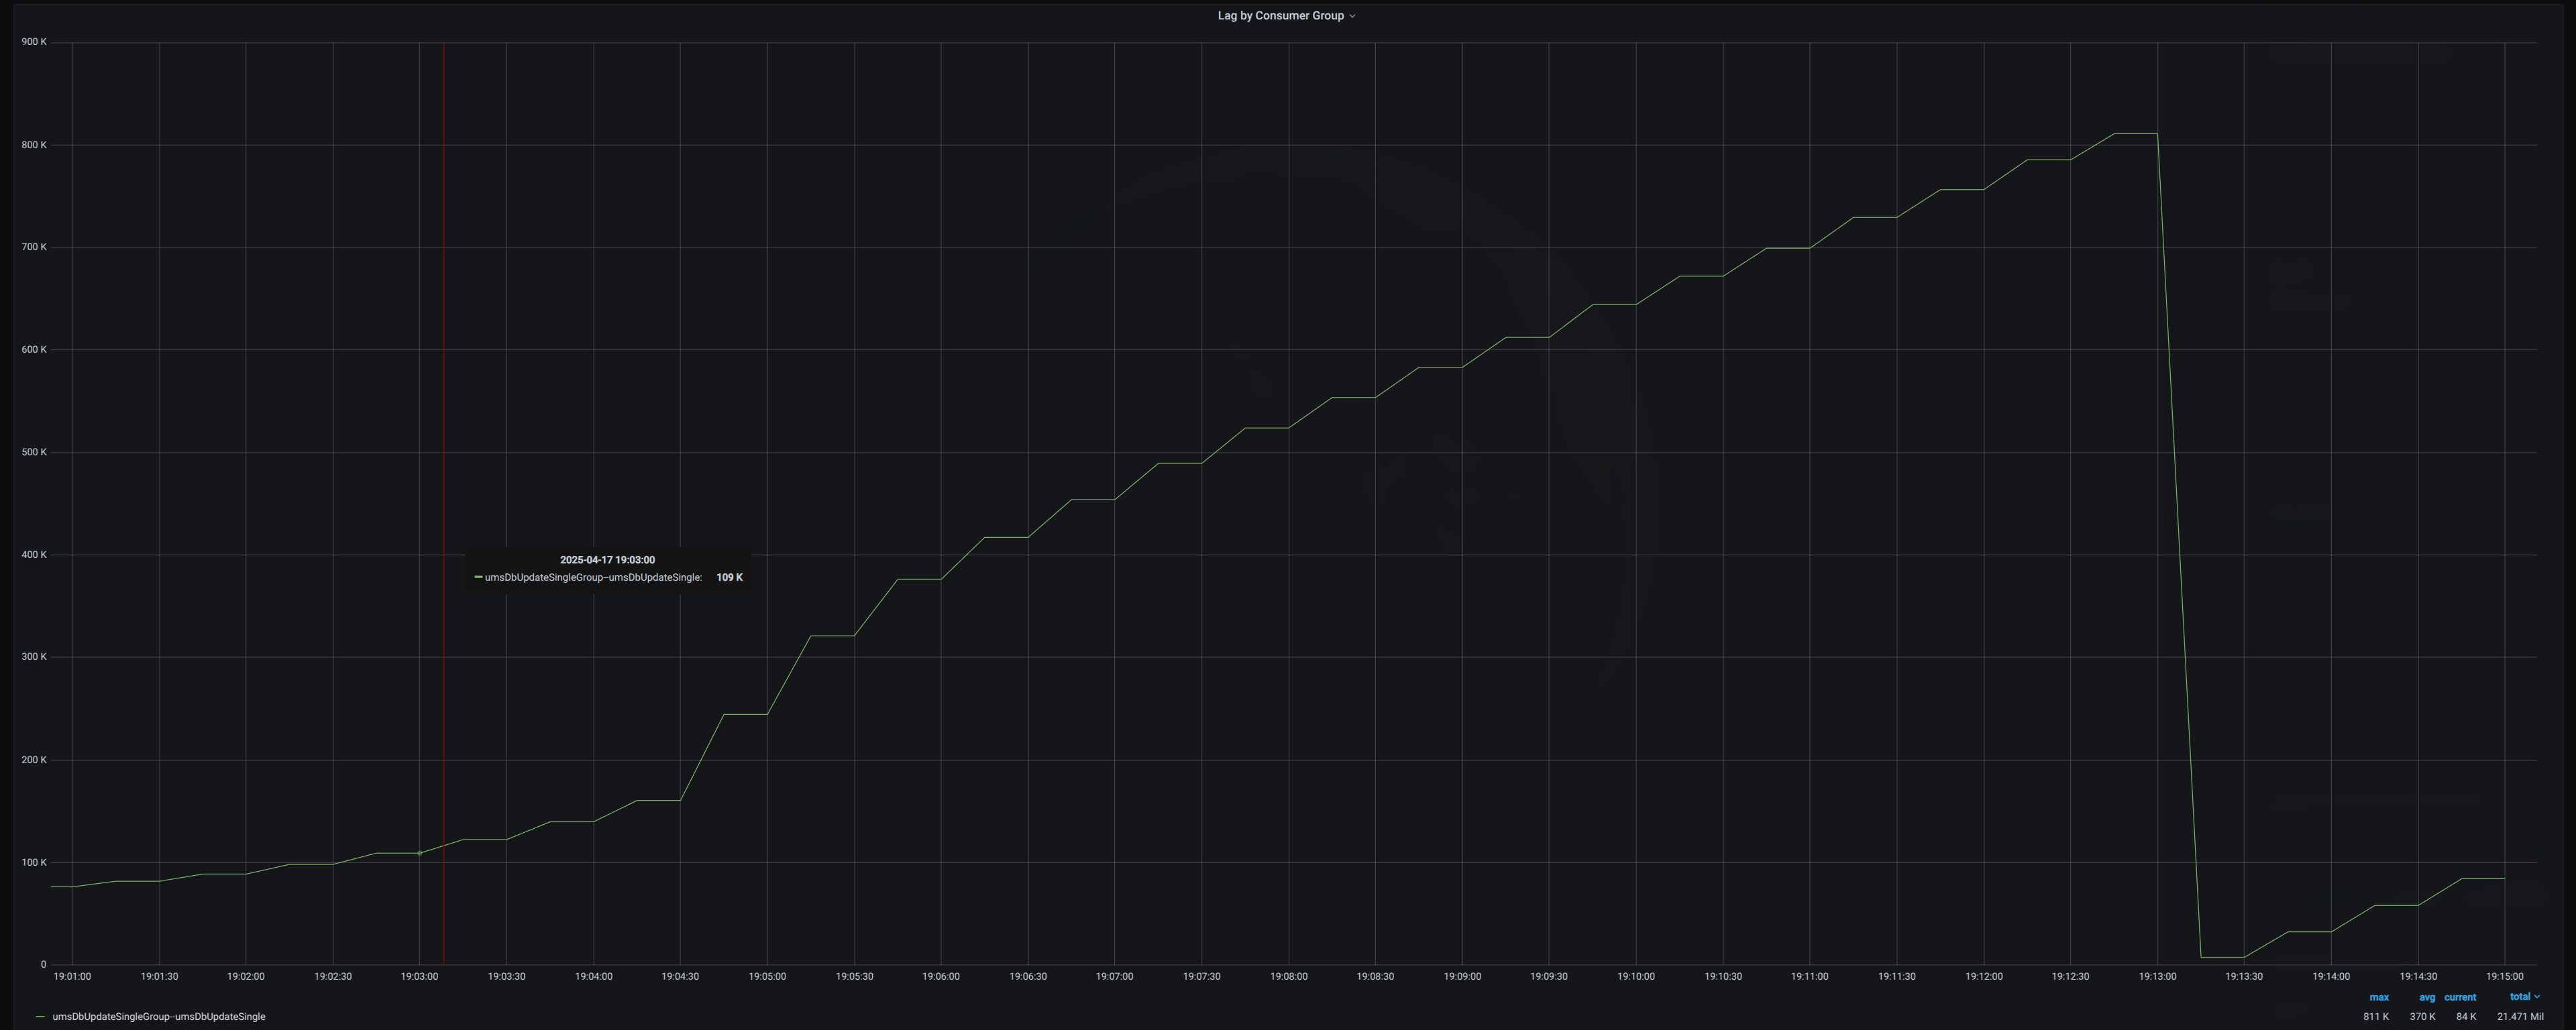 Lag by Consumer Group
900 K
800 K
700 K
600 K
500 K
400 K
300 K
200 K
100 K
0
2025-04-17 19:03:00
umsDbUpdateSingleGroup--umsDbUpdateSingle: 109 K
19:01:00 19:01:30 19:02:00 19:02:30 19:03:00 19:03:30 19:04:00 19:04:30 19:05:00 19:05:30 19:06:00 19:06:30 19:07:00 19:07:30 19:08:00 19:08:30 19:09:00 19:09:30 19:10:00 19:10:30 19:11:00 19:11:30 19:12:00 19:12:30 19:13:00 19:13:30 19:14:00 19:14:30 19:15:00
max avg current total
umsDbUpdateSingleGroup--umsDbUpdateSingle 811 K 370 K 84 K 21.471 Mil